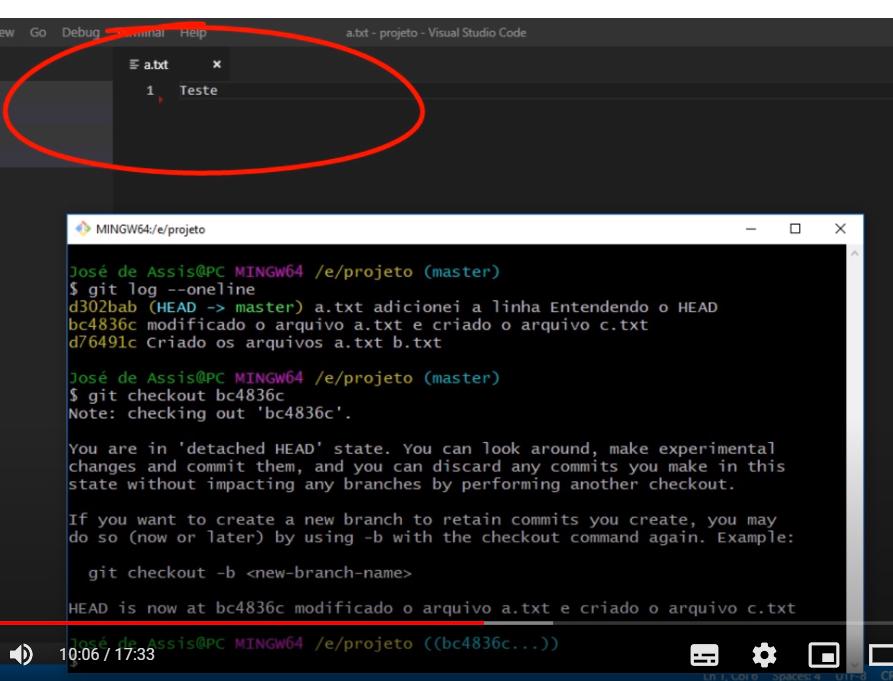 ew Go Debug Terminal Help a.txt - projeto - Visual Studio Code
a.txt ×
1 Teste
MINGW64:/e/projeto
José de Assis@PC MINGW64 /e/projeto (master)
$ git log --oneline
d302bab (HEAD -> master) a.txt adicionei a linha Entendendo o HEAD
bc4836c modificado o arquivo a.txt e criado o arquivo c.txt
d76491c Criado os arquivos a.txt b.txt
José de Assis@PC MINGW64 /e/projeto (master)
$ git checkout bc4836c
Note: checking out 'bc4836c'.
You are in 'detached HEAD' state. You can look around, make experimental
changes and commit them, and you can discard any commits you make in this
state without impacting any branches by performing another checkout.
If you want to create a new branch to retain commits you create, you may
do so (now or later) by using -b with the checkout command again. Example:
git checkout -b <new-branch-name>
HEAD is now at bc4836c modificado o arquivo a.txt e criado o arquivo c.txt
José de Assis@PC MINGW64 /e/projeto ((bc4836c...))
$
10:06 / 17:33
Ln 1, Col 6 Spaces: 4 UTF-8